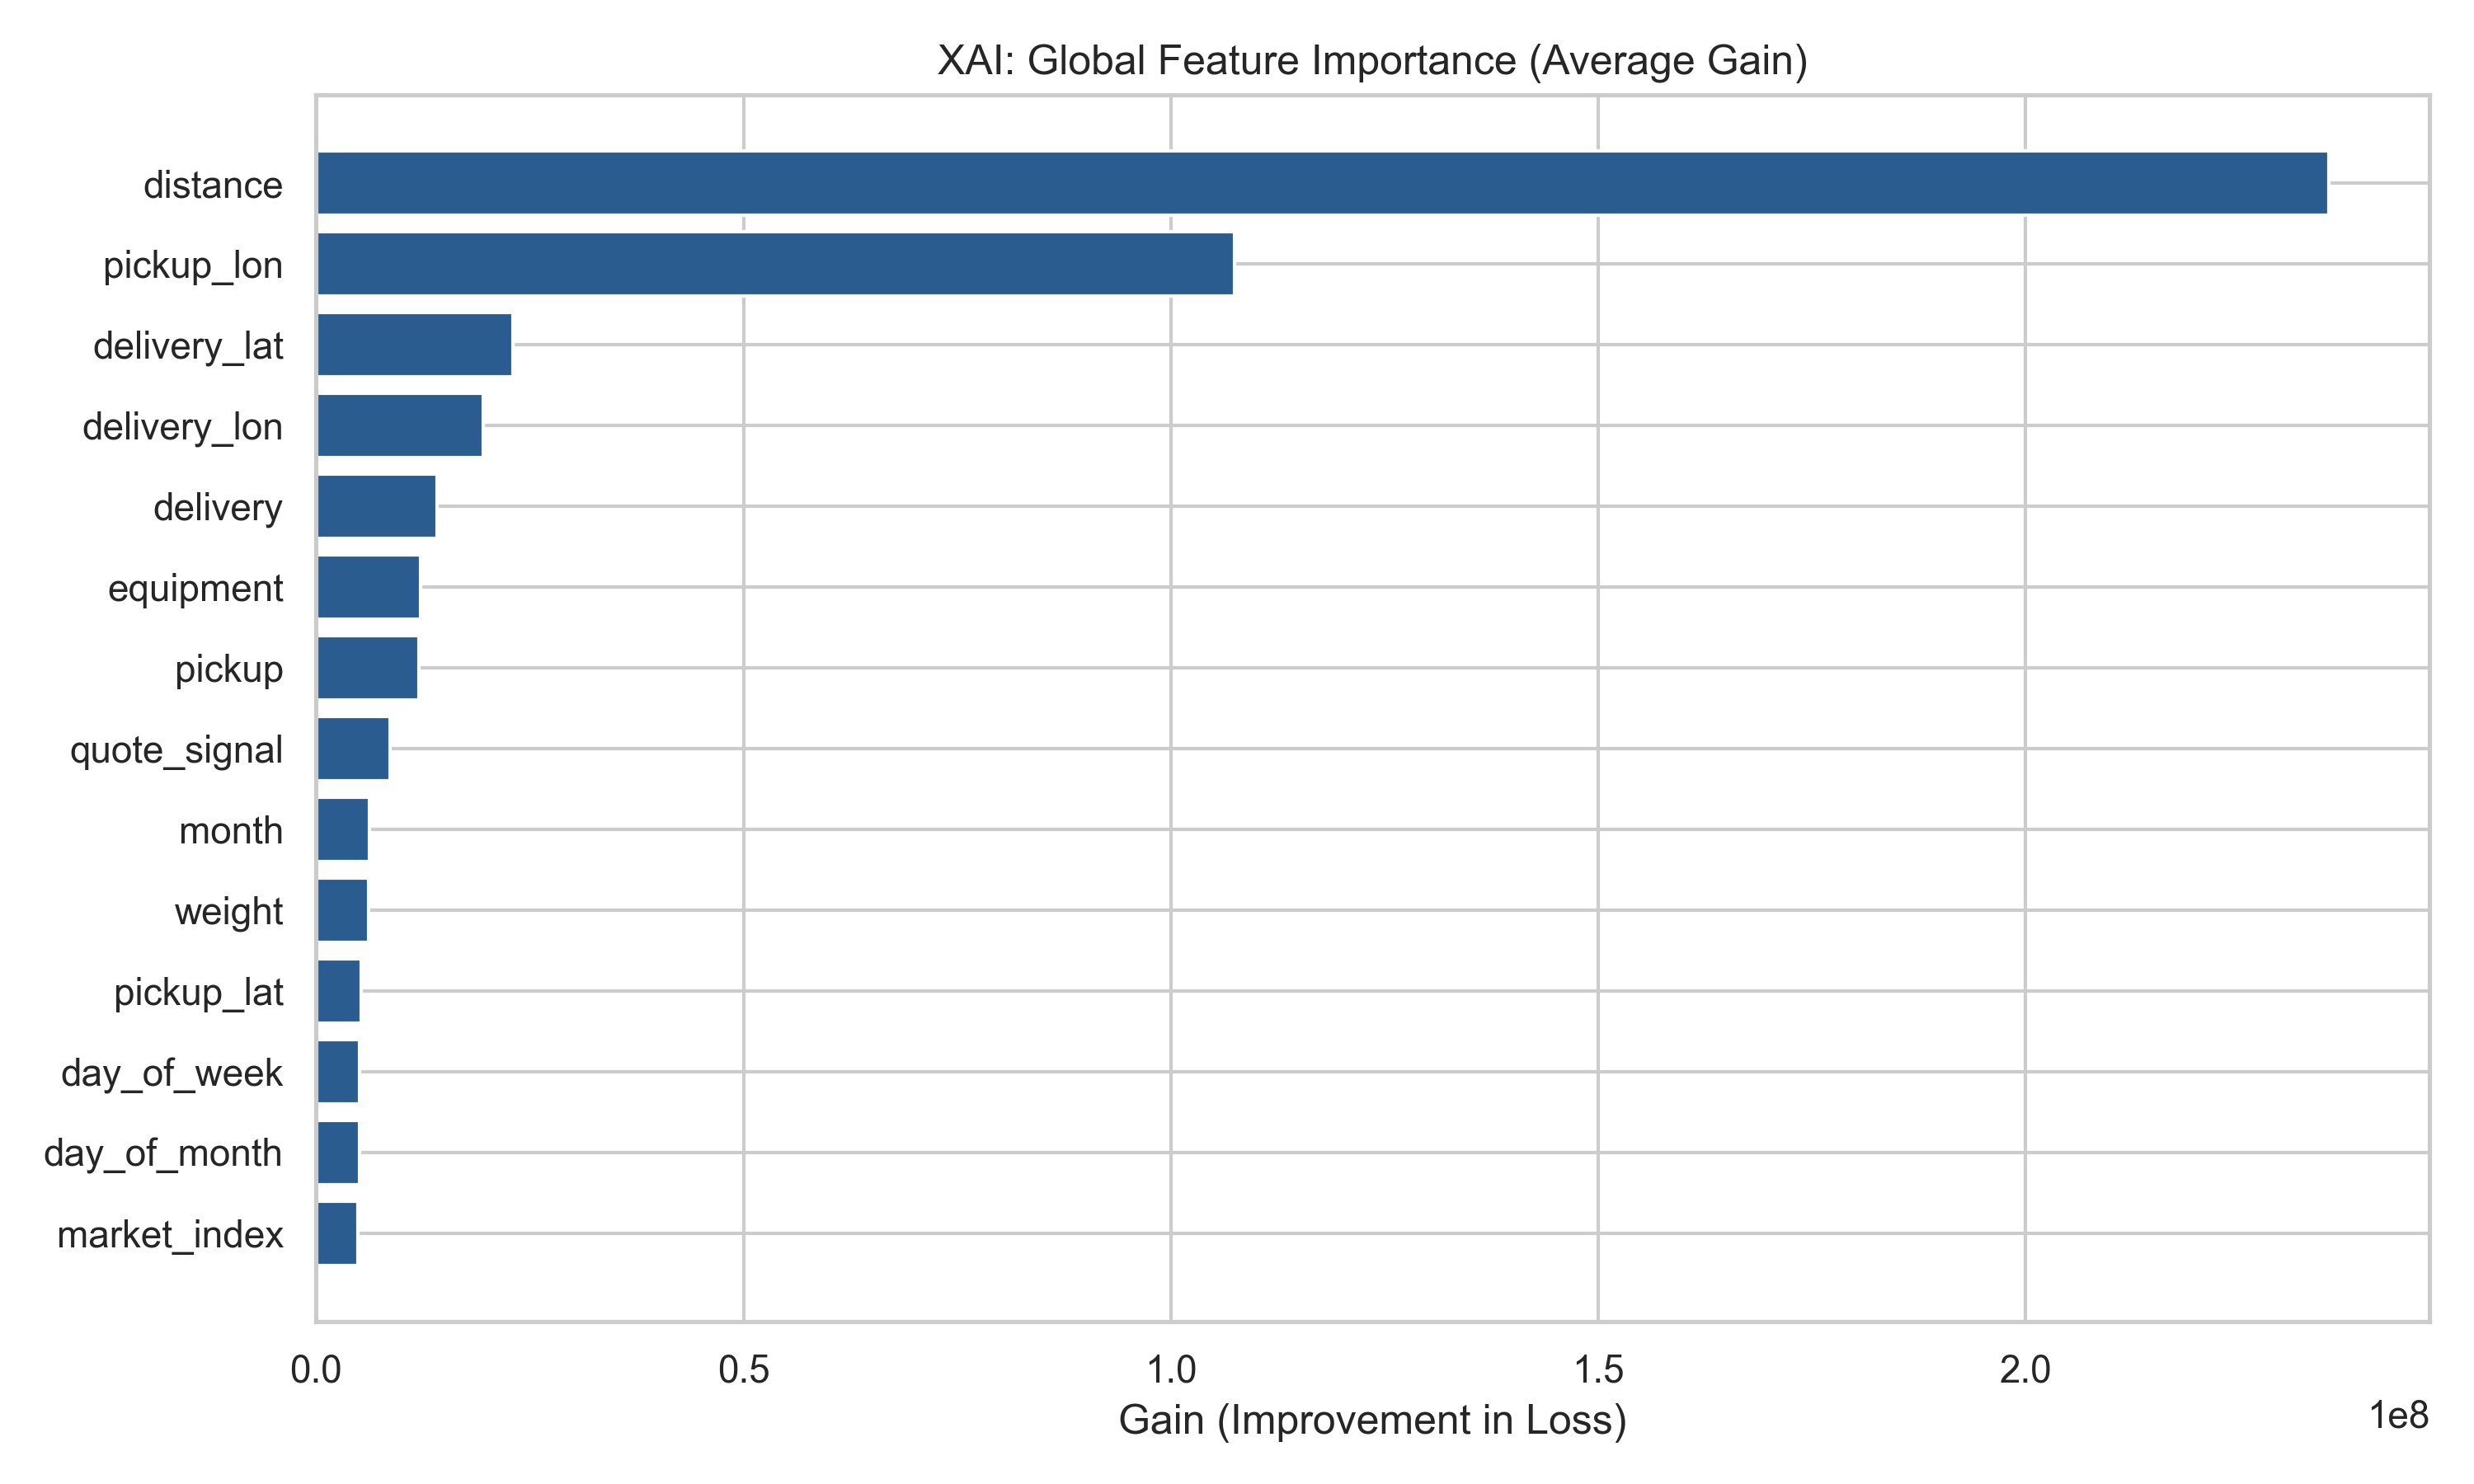 XAI: Global Feature Importance (Average Gain)
distance
pickup_lon
delivery_lat
delivery_lon
delivery
equipment
pickup
quote_signal
month
weight
pickup_lat
day_of_week
day_of_month
market_index
0.0 0.5 1.0 1.5 2.0
Gain (Improvement in Loss)
1e8